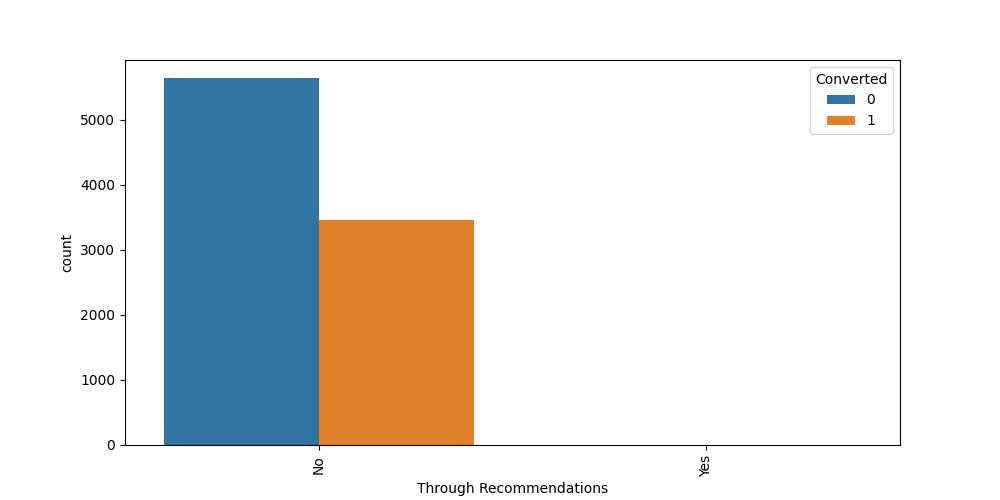 Converted
0
1
5000
4000
3000
2000
1000
0
count
No
Yes
Through Recommendations